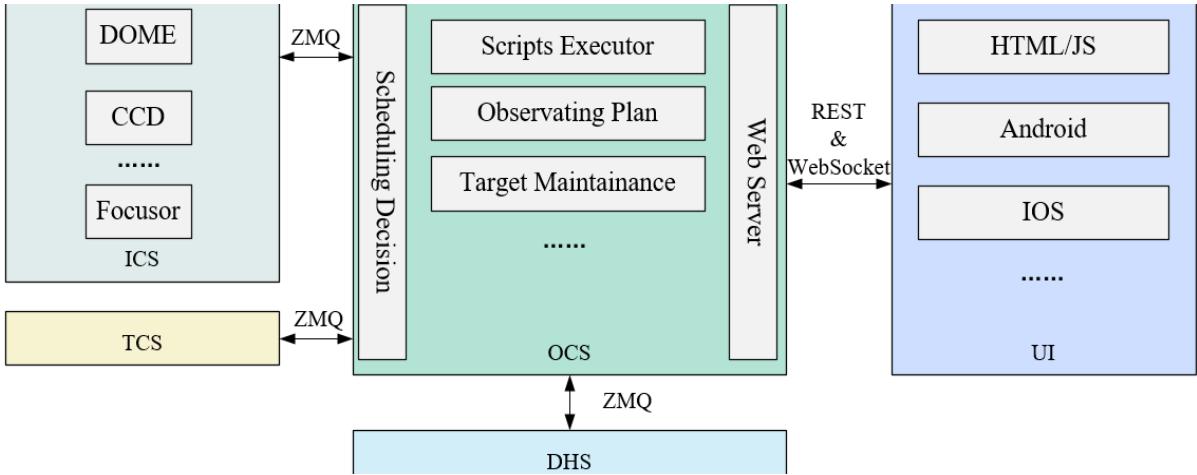 DOME
CCD
......
Focusor
ICS
ZMQ
TCS
ZMQ
Scheduling Decision
Scripts Executor
Observating Plan
Target Maintainance
......
Web Server
OCS
ZMQ
DHS
REST
&
WebSocket
HTML/JS
Android
IOS
......
UI